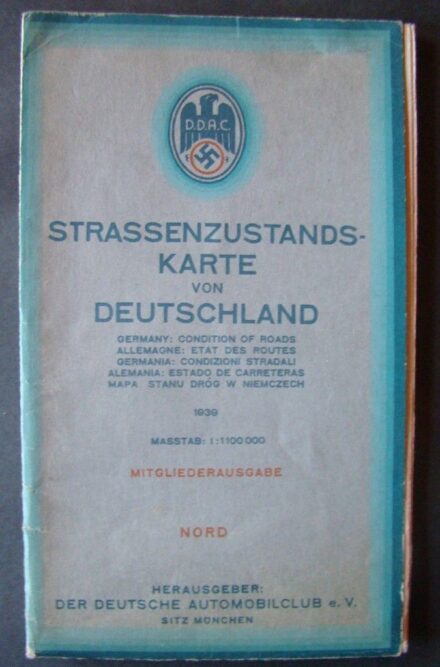 D.D.A.C.
STRASSENZUSTANDS-
KARTE
VON
DEUTSCHLAND
GERMANY: CONDITION OF ROADS
ALLEMAGNE: ETAT DES ROUTES
GERMANIA: CONDIZIONI STRADALI
ALEMANIA: ESTADO DE CARRETERAS
MAPA STANU DRÓG W NIEMCZECH
1939
MASSTAB: 1:1100000
MITGLIEDERAUSGABE
NORD
HERAUSGEBER:
DER DEUTSCHE AUTOMOBILCLUB e. V.
SITZ MÜNCHEN